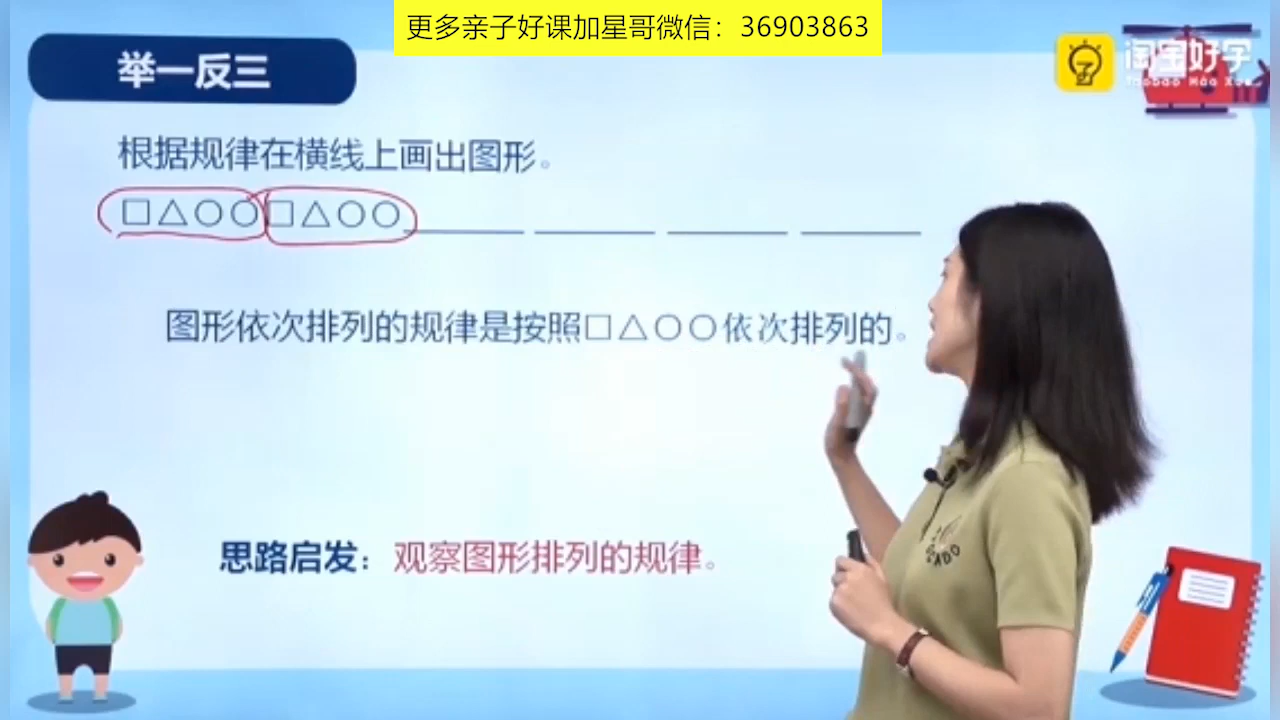 更多亲子好课加星哥微信：36903863
举一反三
淘宝好学
Taobao Hao Xue
根据规律在横线上画出图形。
□△○○□△○○
图形依次排列的规律是按照□△○○依次排列的。
思路启发：观察图形排列的规律。